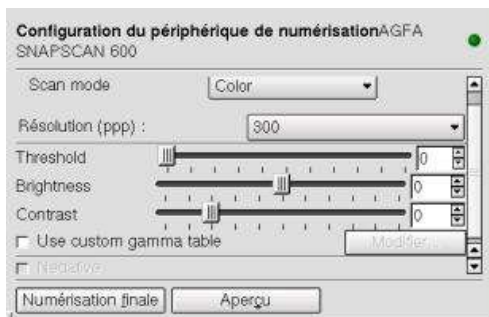 Configuration du périphérique de numérisationAGFA
SNAPSCAN 600
Scan mode Color
Résolution (ppp) : 300
Threshold 0
Brightness 0
Contrast 0
Use custom gamma table Modifier...
Negative
Numérisation finale Aperçu